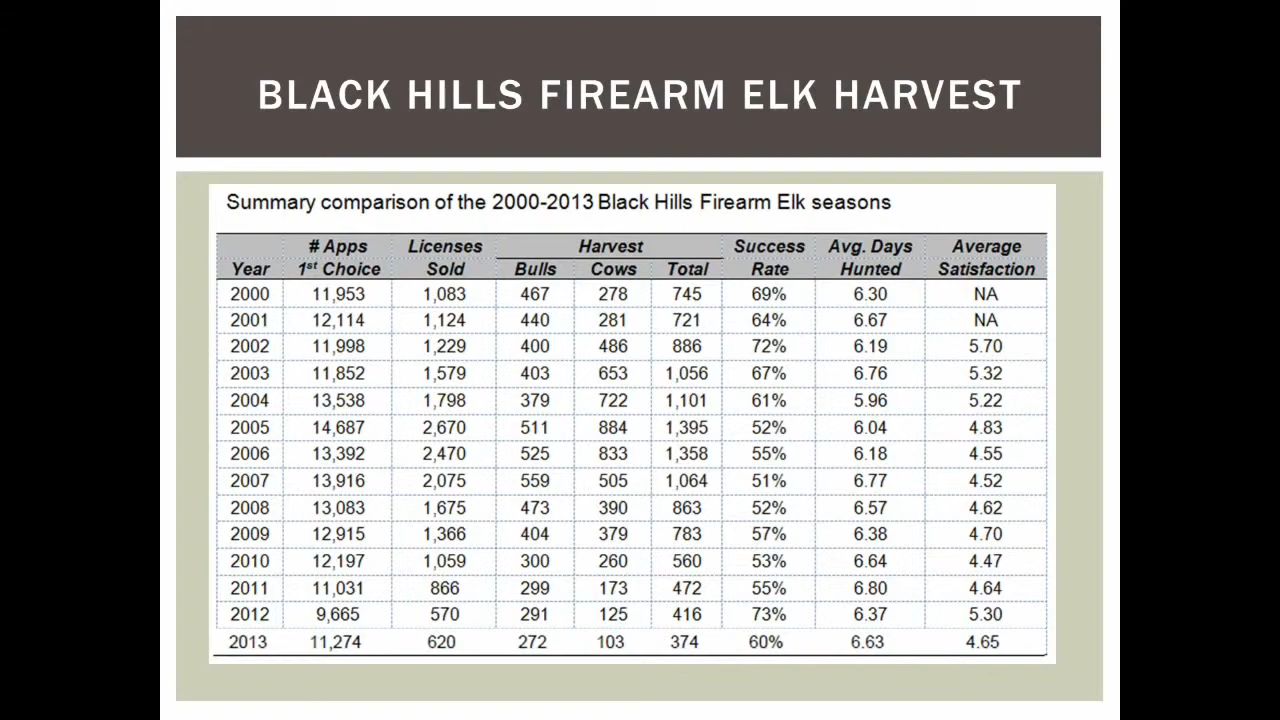 BLACK HILLS FIREARM ELK HARVEST
Summary comparison of the 2000-2013 Black Hills Firearm Elk seasons
# Apps Licenses Harvest Success Avg. Days Average
Year 1st Choice Sold Bulls Cows Total Rate Hunted Satisfaction
2000 11,953 1,083 467 278 745 69% 6.30 NA
2001 12,114 1,124 440 281 721 64% 6.67 NA
2002 11,998 1,229 400 486 886 72% 6.19 5.70
2003 11,852 1,579 403 653 1,056 67% 6.76 5.32
2004 13,538 1,798 379 722 1,101 61% 5.96 5.22
2005 14,687 2,670 511 884 1,395 52% 6.04 4.83
2006 13,392 2,470 525 833 1,358 55% 6.18 4.55
2007 13,916 2,075 559 505 1,064 51% 6.77 4.52
2008 13,083 1,675 473 390 863 52% 6.57 4.62
2009 12,915 1,366 404 379 783 57% 6.38 4.70
2010 12,197 1,059 300 260 560 53% 6.64 4.47
2011 11,031 866 299 173 472 55% 6.80 4.64
2012 9,665 570 291 125 416 73% 6.37 5.30
2013 11,274 620 272 103 374 60% 6.63 4.65